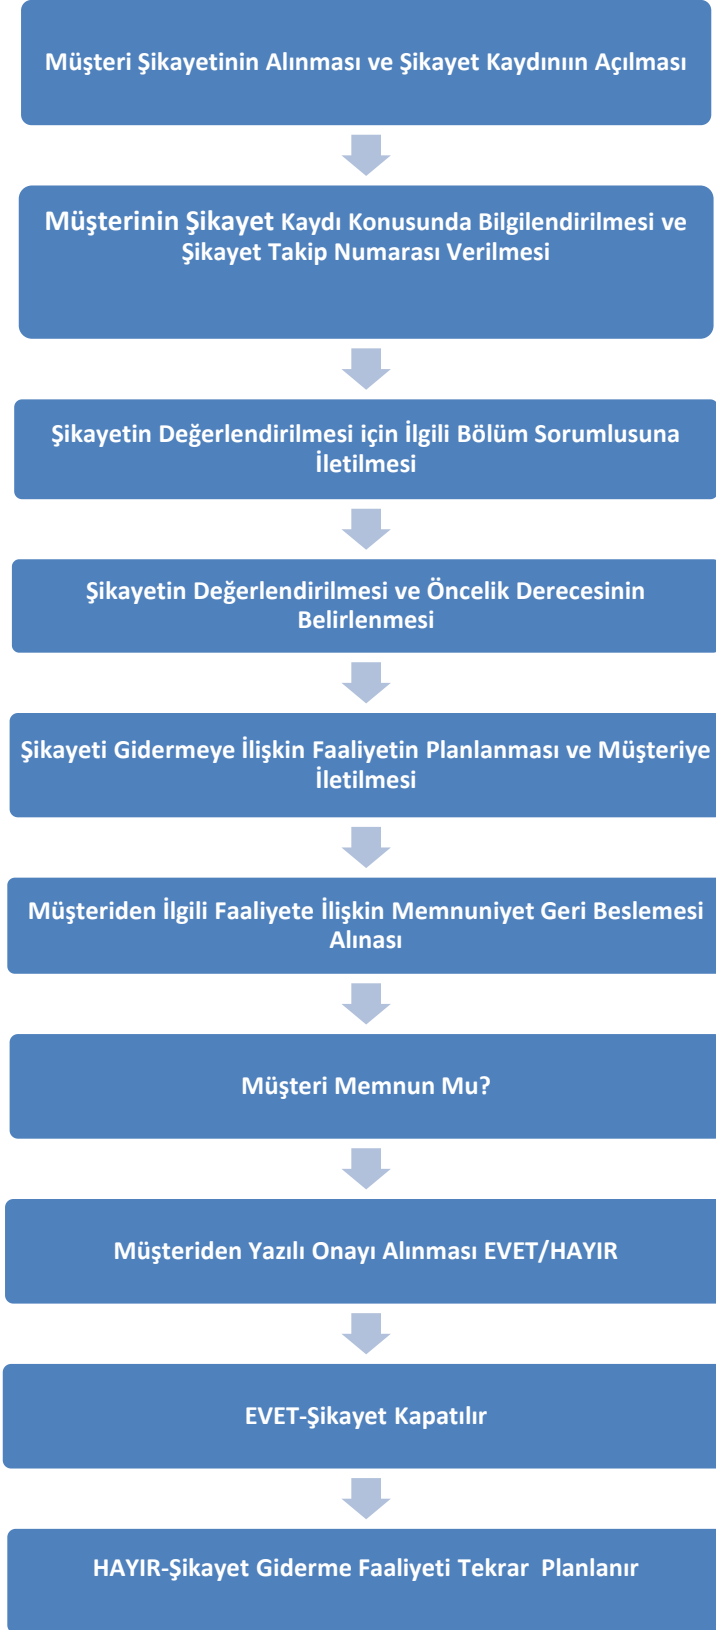 Müşteri Şikayetinin Alınması ve Şikayet Kaydınıın Açılması
Müşterinin Şikayet Kaydı Konusunda Bilgilendirilmesi ve
Şikayet Takip Numarası Verilmesi
Şikayetin Değerlendirilmesi için İlgili Bölüm Sorumlusuna
İletilmesi
Şikayetin Değerlendirilmesi ve Öncelik Derecesinin
Belirlenmesi
Şikayeti Gidermeye İlişkin Faaliyetin Planlanması ve Müşteriye
İletilmesi
Müşteriden İlgili Faaliyete İlişkin Memnuniyet Geri Beslemesi
Alınası
Müşteri Memnun Mu?
Müşteriden Yazılı Onayı Alınması EVET/HAYIR
EVET-Şikayet Kapatılır
HAYIR-Şikayet Giderme Faaliyeti Tekrar Planlanır